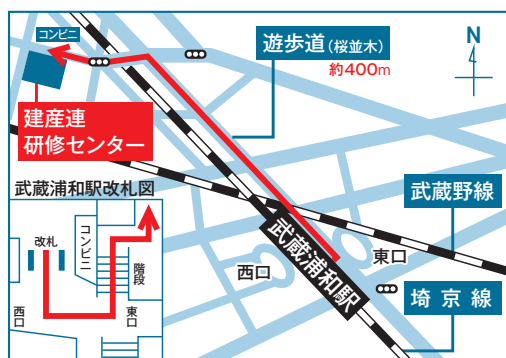 コンビニ
遊歩道(桜並木)
約400m
N
建産連
研修センター
武蔵浦和駅改札図
改札
コンビニ
階段
西口
東口
武蔵浦和駅
西口
東口
武蔵野線
埼京線